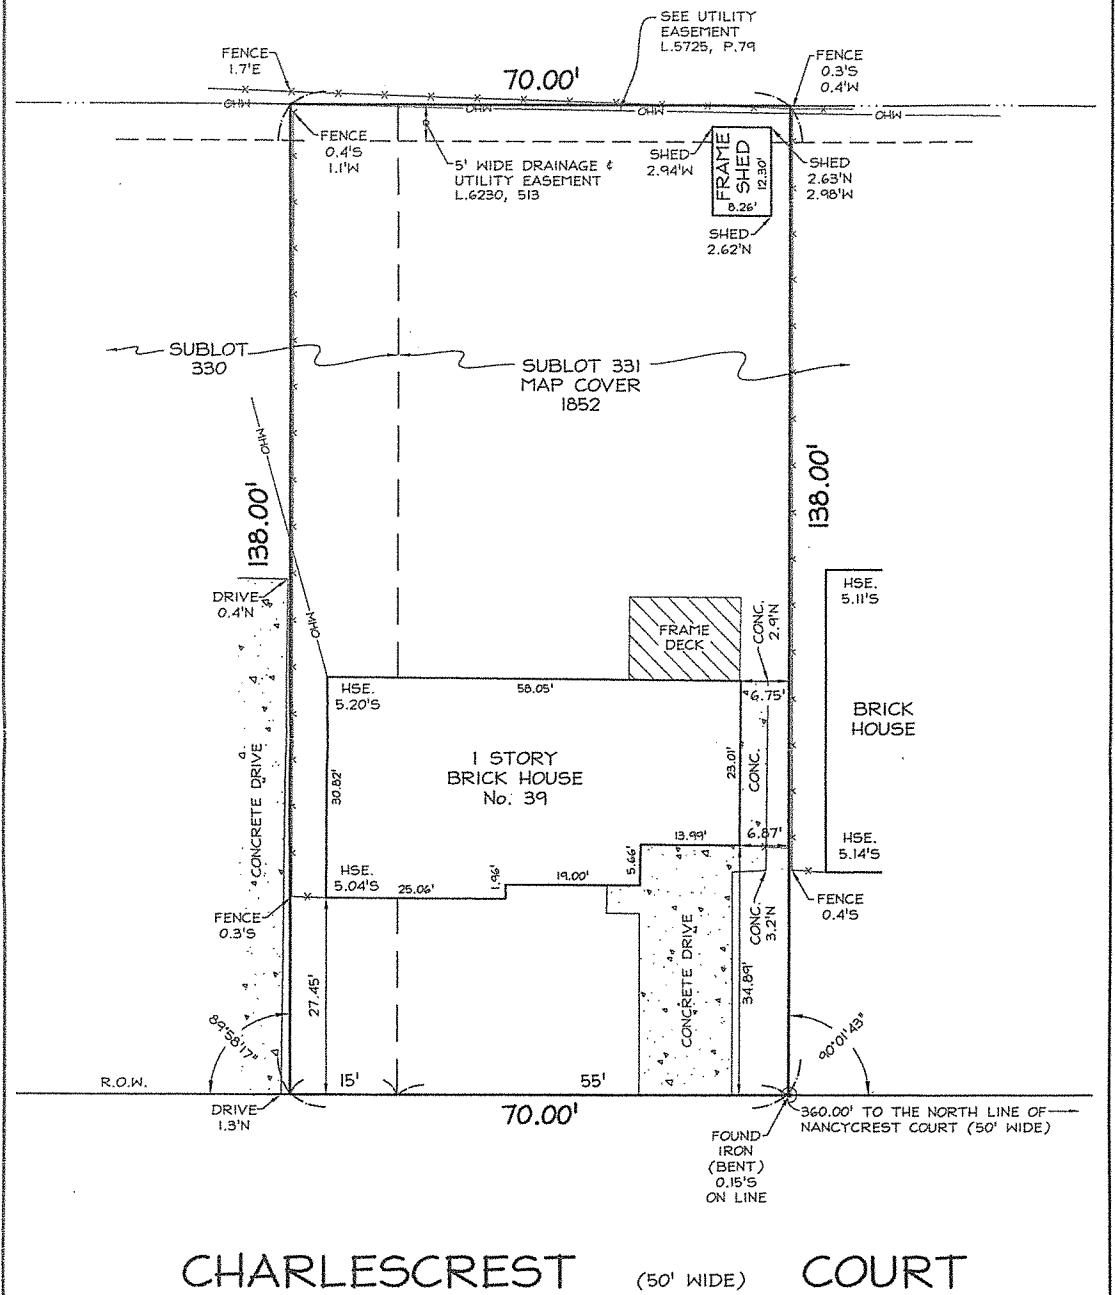 SEE UTILITY
EASEMENT
L.5725, P.79
FENCE
1.7'E
70.00'
FENCE
0.3'S
0.4'W
OHW
OHW
OHW
OHW
FENCE
0.4'S
1.1'W
5' WIDE DRAINAGE &
UTILITY EASEMENT
L.6230, 513
SHED
2.94'W
FRAME
SHED
12.30'
8.26'
SHED
2.63'N
2.98'W
SHED
2.62'N
SUBLOT
330
SUBLOT 331
MAP COVER
1852
OHW
138.00'
138.00'
DRIVE
0.4'N
OHW
FRAME
DECK
CONC.
2.9'N
HSE.
5.11'S
HSE.
5.20'S
58.05'
6.75'
BRICK
HOUSE
1 STORY
BRICK HOUSE
No. 39
30.82'
23.01'
CONC.
CONCRETE DRIVE
13.99'
6.87'
5.66'
HSE.
5.14'S
HSE.
5.04'S
25.06'
1.96'
19.00'
FENCE
0.3'S
FENCE
0.4'S
CONC.
3.2'N
CONCRETE DRIVE
34.89'
27.45'
89°58'17"
90°01'43"
R.O.W.
15'
55'
DRIVE
1.3'N
70.00'
360.00' TO THE NORTH LINE OF
NANCYCREST COURT (50' WIDE)
FOUND
IRON
(BENT)
0.15'S
ON LINE
CHARLESCREST (50' WIDE) COURT